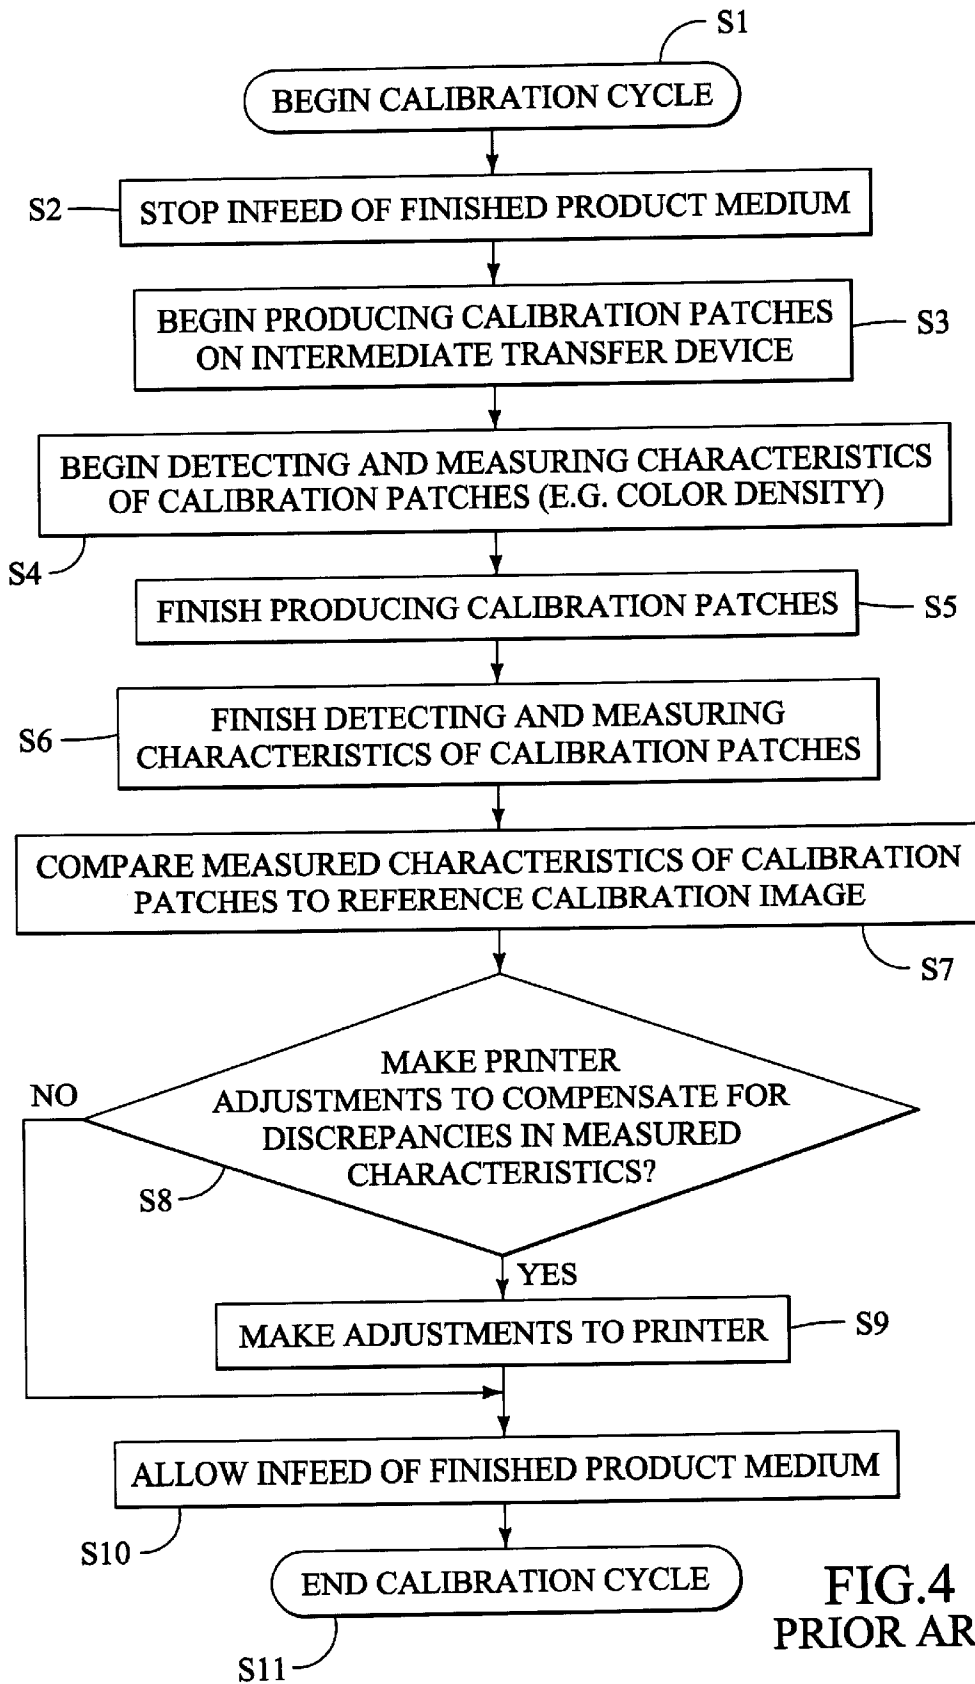 S1
BEGIN CALIBRATION CYCLE
S2
STOP INFEED OF FINISHED PRODUCT MEDIUM
BEGIN PRODUCING CALIBRATION PATCHES
ON INTERMEDIATE TRANSFER DEVICE
S3
BEGIN DETECTING AND MEASURING CHARACTERISTICS
OF CALIBRATION PATCHES (E.G. COLOR DENSITY)
S4
FINISH PRODUCING CALIBRATION PATCHES
S5
S6
FINISH DETECTING AND MEASURING
CHARACTERISTICS OF CALIBRATION PATCHES
COMPARE MEASURED CHARACTERISTICS OF CALIBRATION
PATCHES TO REFERENCE CALIBRATION IMAGE
S7
MAKE PRINTER
ADJUSTMENTS TO COMPENSATE FOR
DISCREPANCIES IN MEASURED
CHARACTERISTICS?
NO
S8
YES
MAKE ADJUSTMENTS TO PRINTER
S9
ALLOW INFEED OF FINISHED PRODUCT MEDIUM
S10
END CALIBRATION CYCLE
S11
FIG.4
PRIOR AR